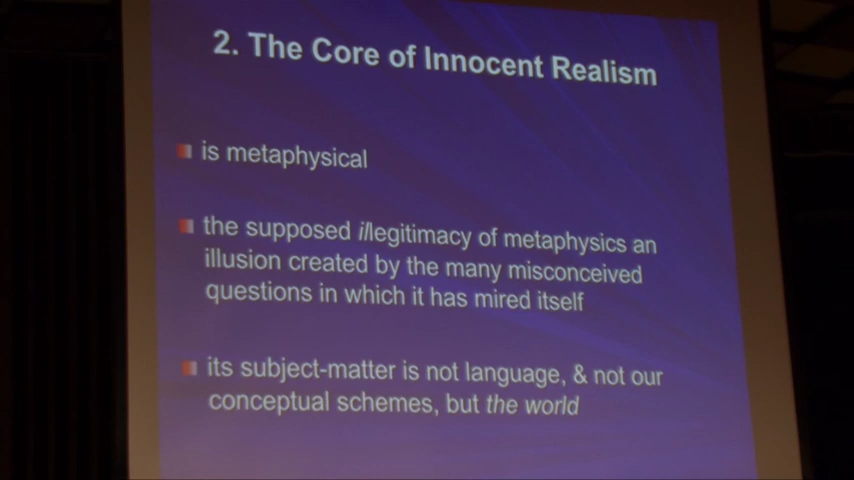 2. The Core of Innocent Realism
is metaphysical
the supposed illegitimacy of metaphysics an
illusion created by the many misconceived
questions in which it has mired itself
its subject-matter is not language, & not our
conceptual schemes, but the world